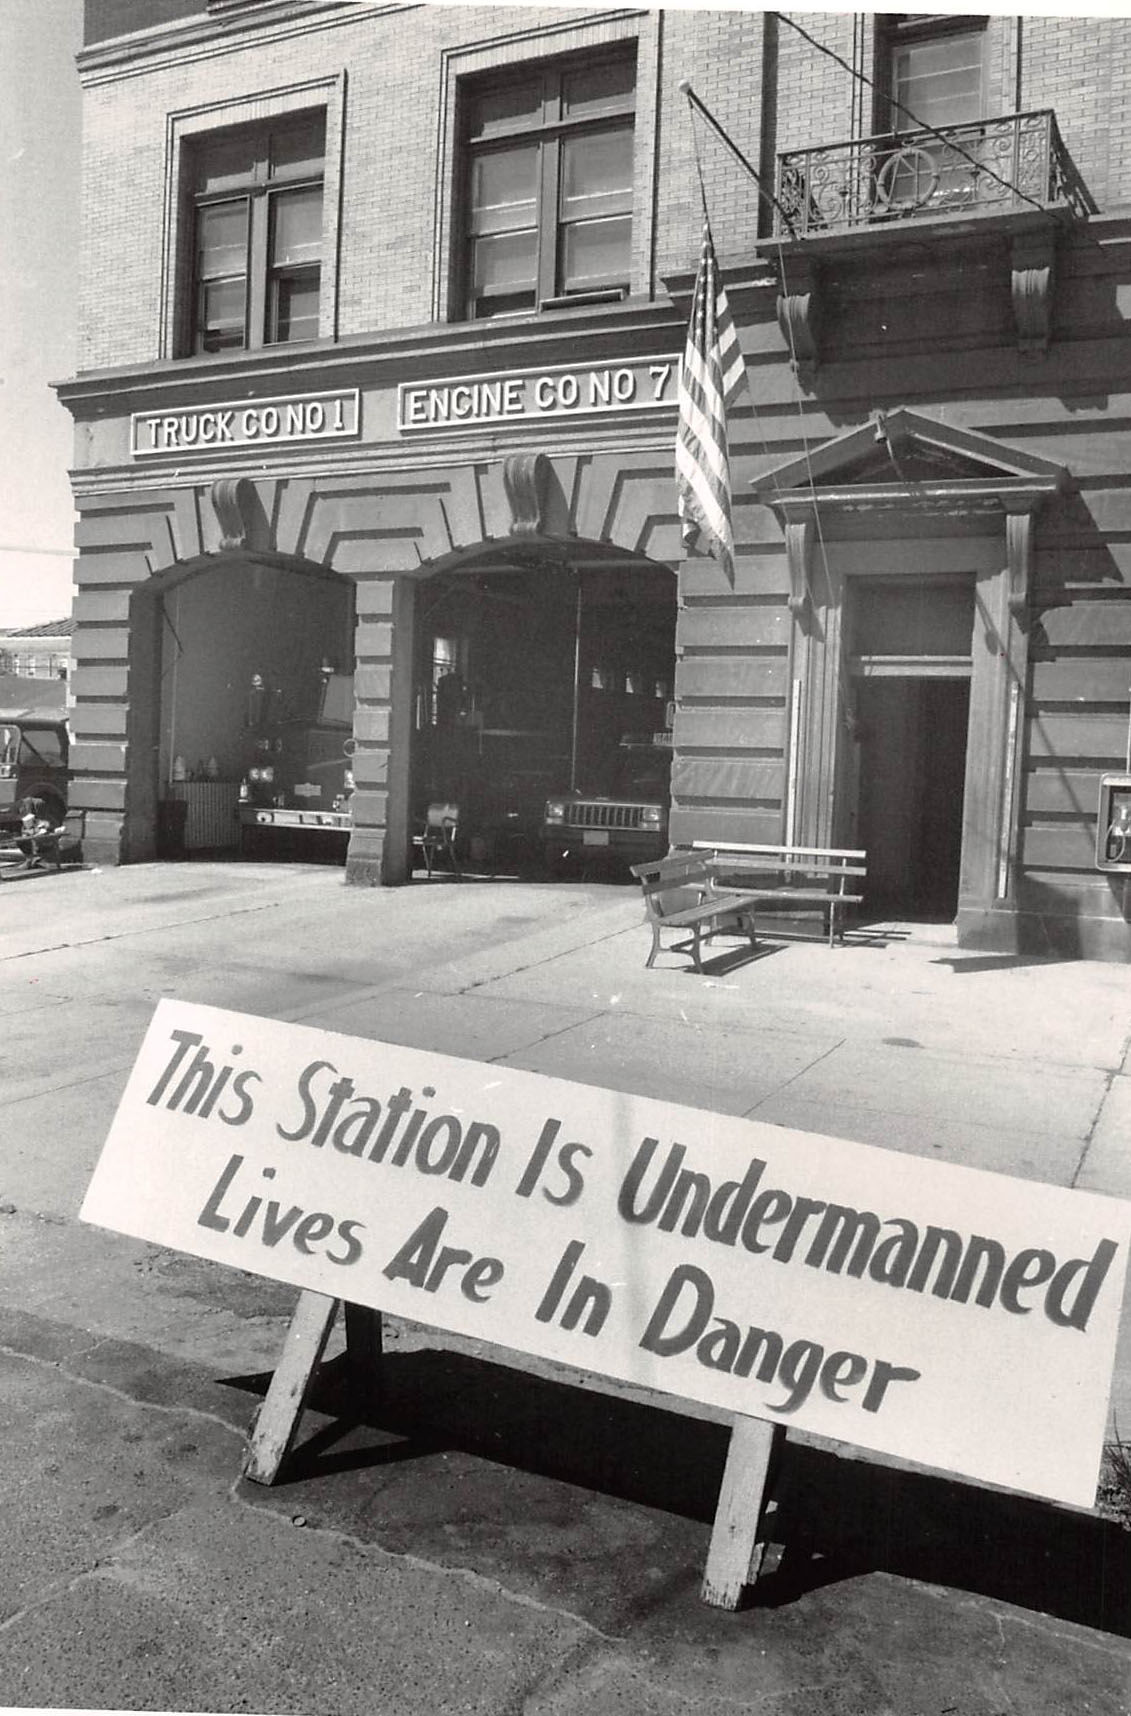 TRUCK CO NO 1
ENGINE CO NO 7
This Station Is Undermanned
Lives Are In Danger